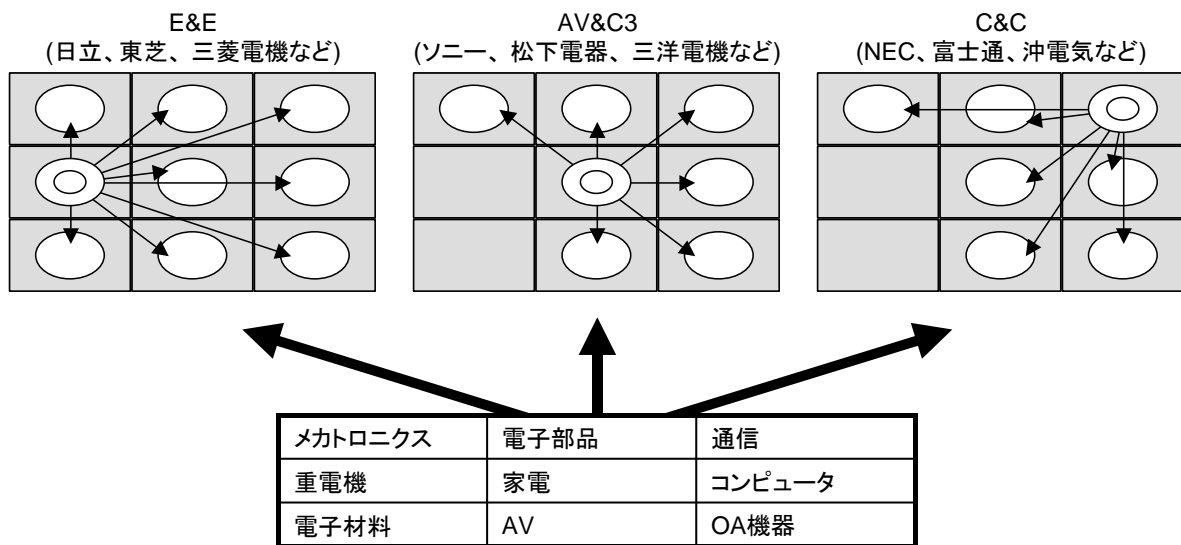 E&E
(日立、東芝、三菱電機など)
AV&C3
(ソニー、松下電器、三洋電機など)
C&C
(NEC、富士通、沖電気など)
メカトロニクス
電子部品
通信
重電機
家電
コンピュータ
電子材料
AV
OA機器